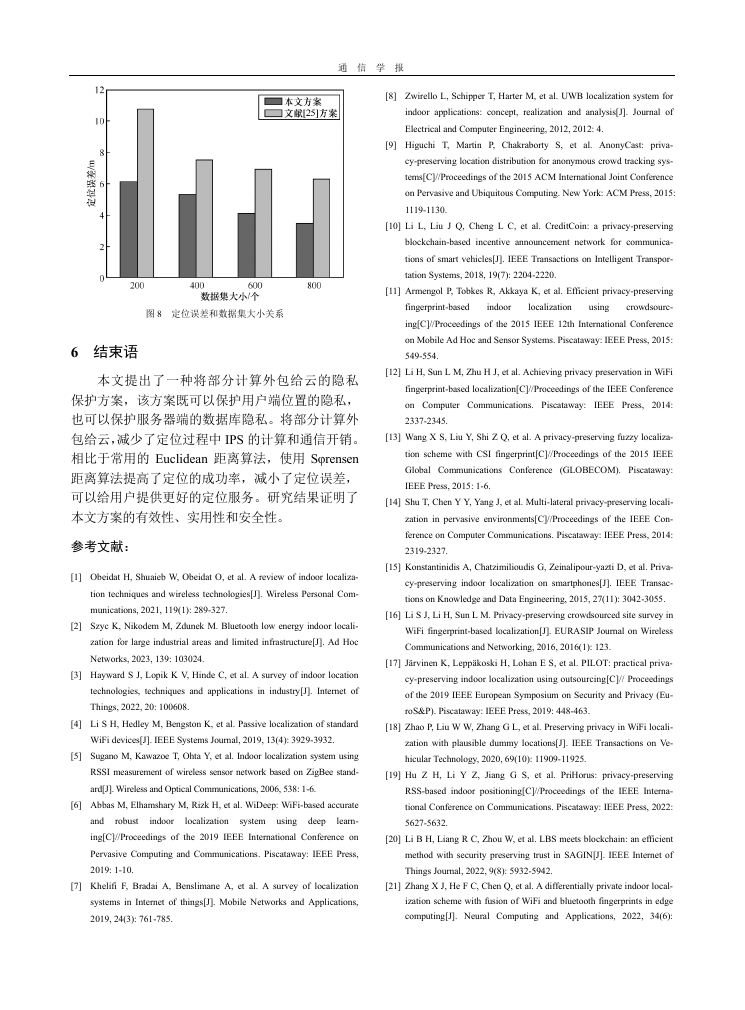 通 信 学 报
12
10
8
6
4
2
0
定位误差/m
本文方案
文献[25]方案
200 400 600 800
数据集大小/个
图 8 定位误差和数据集大小关系
6 结束语
本文提出了一种将部分计算外包给云的隐私
保护方案，该方案既可以保护用户端位置的隐私，
也可以保护服务器端的数据库隐私。将部分计算外
包给云,减少了定位过程中 IPS 的计算和通信开销。
相比于常用的 Euclidean 距离算法，使用 Sφrensen
距离算法提高了定位的成功率，减小了定位误差，
可以给用户提供更好的定位服务。研究结果证明了
本文方案的有效性、实用性和安全性。
参考文献：
[1] Obeidat H, Shuaieb W, Obeidat O, et al. A review of indoor localiza-
tion techniques and wireless technologies[J]. Wireless Personal Com-
munications, 2021, 119(1): 289-327.
[2] Szyc K, Nikodem M, Zdunek M. Bluetooth low energy indoor locali-
zation for large industrial areas and limited infrastructure[J]. Ad Hoc
Networks, 2023, 139: 103024.
[3] Hayward S J, Lopik K V, Hinde C, et al. A survey of indoor location
technologies, techniques and applications in industry[J]. Internet of
Things, 2022, 20: 100608.
[4] Li S H, Hedley M, Bengston K, et al. Passive localization of standard
WiFi devices[J]. IEEE Systems Journal, 2019, 13(4): 3929-3932.
[5] Sugano M, Kawazoe T, Ohta Y, et al. Indoor localization system using
RSSI measurement of wireless sensor network based on ZigBee stand-
ard[J]. Wireless and Optical Communications, 2006, 538: 1-6.
[6] Abbas M, Elhamshary M, Rizk H, et al. WiDeep: WiFi-based accurate
and robust indoor localization system using deep learn-
ing[C]//Proceedings of the 2019 IEEE International Conference on
Pervasive Computing and Communications. Piscataway: IEEE Press,
2019: 1-10.
[7] Khelifi F, Bradai A, Benslimane A, et al. A survey of localization
systems in Internet of things[J]. Mobile Networks and Applications,
2019, 24(3): 761-785.
[8] Zwirello L, Schipper T, Harter M, et al. UWB localization system for
indoor applications: concept, realization and analysis[J]. Journal of
Electrical and Computer Engineering, 2012, 2012: 4.
[9] Higuchi T, Martin P, Chakraborty S, et al. AnonyCast: priva-
cy-preserving location distribution for anonymous crowd tracking sys-
tems[C]//Proceedings of the 2015 ACM International Joint Conference
on Pervasive and Ubiquitous Computing. New York: ACM Press, 2015:
1119-1130.
[10] Li L, Liu J Q, Cheng L C, et al. CreditCoin: a privacy-preserving
blockchain-based incentive announcement network for communica-
tions of smart vehicles[J]. IEEE Transactions on Intelligent Transpor-
tation Systems, 2018, 19(7): 2204-2220.
[11] Armengol P, Tobkes R, Akkaya K, et al. Efficient privacy-preserving
fingerprint-based indoor localization using crowdsourc-
ing[C]//Proceedings of the 2015 IEEE 12th International Conference
on Mobile Ad Hoc and Sensor Systems. Piscataway: IEEE Press, 2015:
549-554.
[12] Li H, Sun L M, Zhu H J, et al. Achieving privacy preservation in WiFi
fingerprint-based localization[C]//Proceedings of the IEEE Conference
on Computer Communications. Piscataway: IEEE Press, 2014:
2337-2345.
[13] Wang X S, Liu Y, Shi Z Q, et al. A privacy-preserving fuzzy localiza-
tion scheme with CSI fingerprint[C]//Proceedings of the 2015 IEEE
Global Communications Conference (GLOBECOM). Piscataway:
IEEE Press, 2015: 1-6.
[14] Shu T, Chen Y Y, Yang J, et al. Multi-lateral privacy-preserving locali-
zation in pervasive environments[C]//Proceedings of the IEEE Con-
ference on Computer Communications. Piscataway: IEEE Press, 2014:
2319-2327.
[15] Konstantinidis A, Chatzimilioudis G, Zeinalipour-yazti D, et al. Priva-
cy-preserving indoor localization on smartphones[J]. IEEE Transac-
tions on Knowledge and Data Engineering, 2015, 27(11): 3042-3055.
[16] Li S J, Li H, Sun L M. Privacy-preserving crowdsourced site survey in
WiFi fingerprint-based localization[J]. EURASIP Journal on Wireless
Communications and Networking, 2016, 2016(1): 123.
[17] Järvinen K, Leppäkoski H, Lohan E S, et al. PILOT: practical priva-
cy-preserving indoor localization using outsourcing[C]// Proceedings
of the 2019 IEEE European Symposium on Security and Privacy (Eu-
roS&P). Piscataway: IEEE Press, 2019: 448-463.
[18] Zhao P, Liu W W, Zhang G L, et al. Preserving privacy in WiFi locali-
zation with plausible dummy locations[J]. IEEE Transactions on Ve-
hicular Technology, 2020, 69(10): 11909-11925.
[19] Hu Z H, Li Y Z, Jiang G S, et al. PriHorus: privacy-preserving
RSS-based indoor positioning[C]//Proceedings of the IEEE Interna-
tional Conference on Communications. Piscataway: IEEE Press, 2022:
5627-5632.
[20] Li B H, Liang R C, Zhou W, et al. LBS meets blockchain: an efficient
method with security preserving trust in SAGIN[J]. IEEE Internet of
Things Journal, 2022, 9(8): 5932-5942.
[21] Zhang X J, He F C, Chen Q, et al. A differentially private indoor local-
ization scheme with fusion of WiFi and bluetooth fingerprints in edge
computing[J]. Neural Computing and Applications, 2022, 34(6):